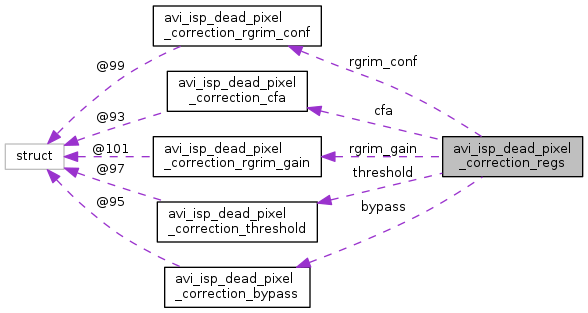 avi_isp_dead_pixel
_correction_rgrim_conf
@99
rgrim_conf
avi_isp_dead_pixel
_correction_cfa
@93
cfa
struct
@101
avi_isp_dead_pixel
_correction_rgrim_gain
rgrim_gain
avi_isp_dead_pixel
_correction_regs
@97
threshold
avi_isp_dead_pixel
_correction_threshold
@95
bypass
avi_isp_dead_pixel
_correction_bypass